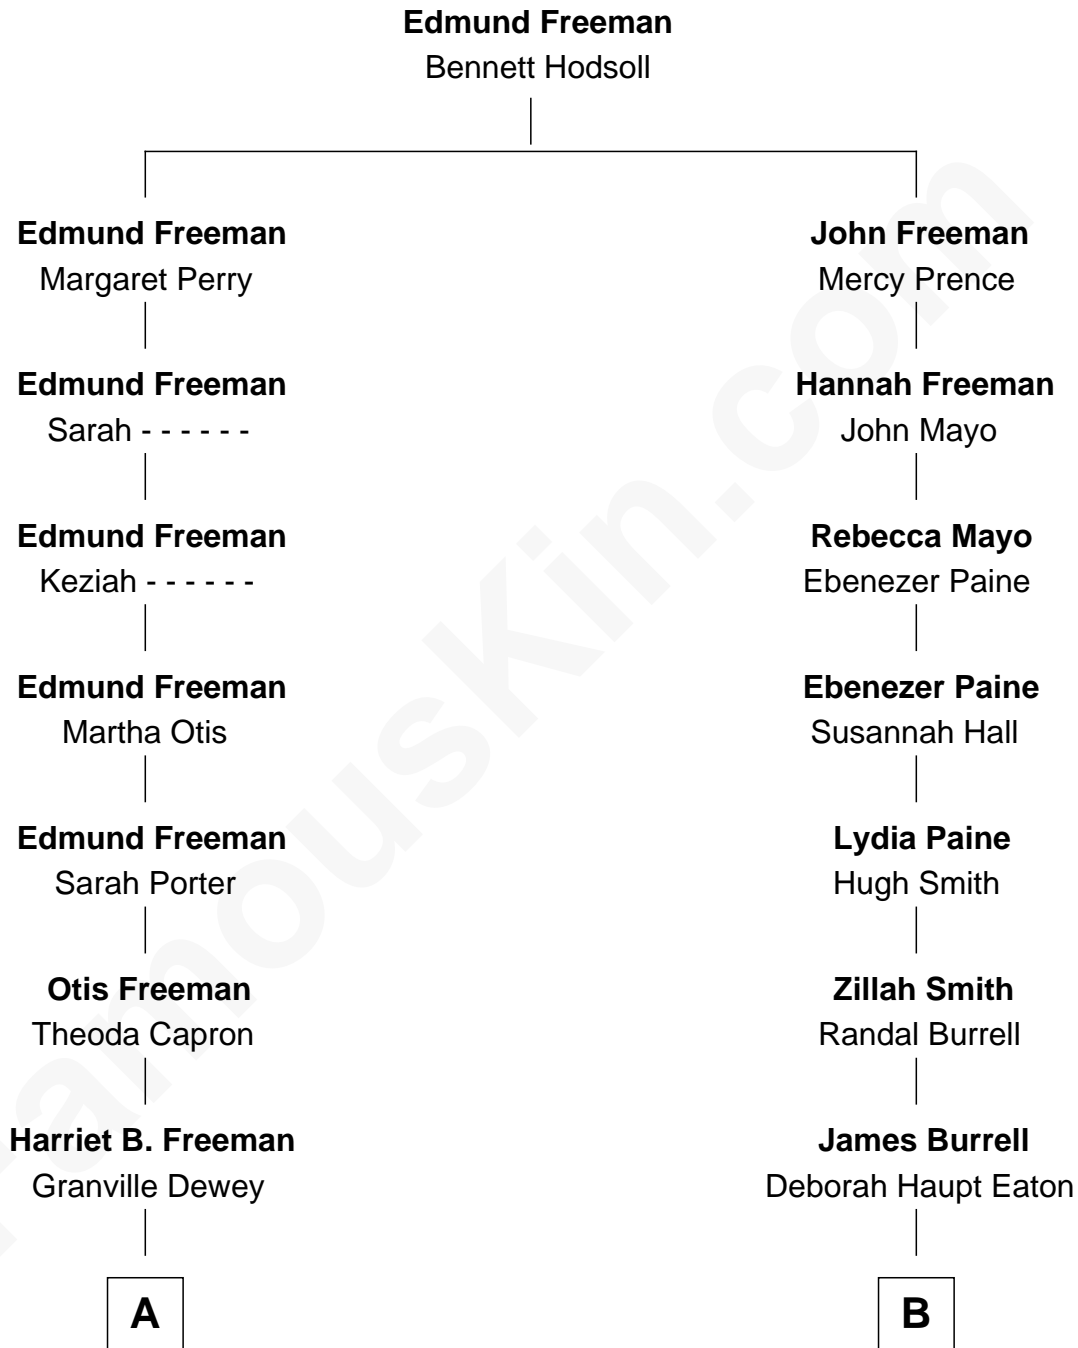 Edmund Freeman
Bennett Hodsoll
Edmund Freeman
Margaret Perry
John Freeman
Mercy Prence
Edmund Freeman
Sarah - - - - - -
Hannah Freeman
John Mayo
Edmund Freeman
Keziah - - - - - -
Rebecca Mayo
Ebenezer Paine
Edmund Freeman
Martha Otis
Ebenezer Paine
Susannah Hall
Edmund Freeman
Sarah Porter
Lydia Paine
Hugh Smith
Otis Freeman
Theoda Capron
Zillah Smith
Randal Burrell
Harriet B. Freeman
Granville Dewey
James Burrell
Deborah Haupt Eaton
A
B
FamousKin.com